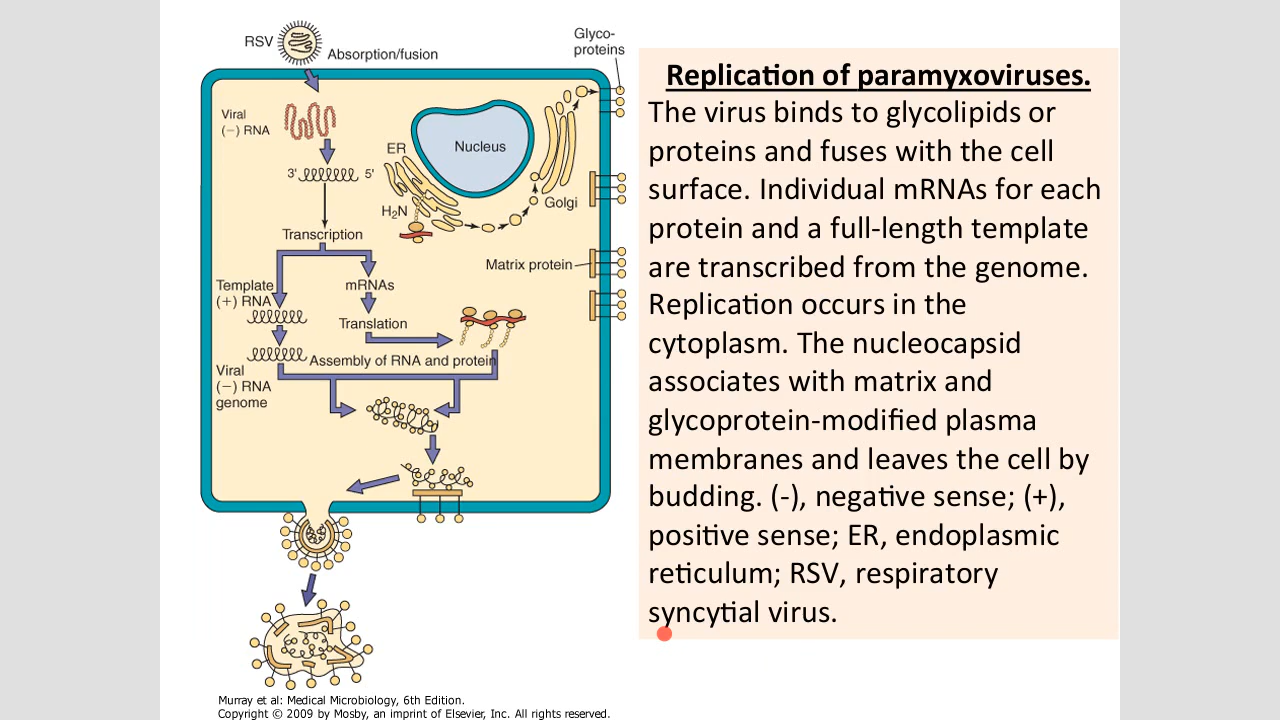 RSV
Absorption/fusion
Glyco-
proteins
Viral
(−) RNA
3'
5'
ER
Nucleus
H₂N
Golgi
Transcription
Matrix protein
Template
(+) RNA
mRNAs
Translation
Assembly of RNA and protein
Viral
(−) RNA
genome
Murray et al: Medical Microbiology, 6th Edition.
Copyright © 2009 by Mosby, an imprint of Elsevier, Inc. All rights reserved.
Replication of paramyxoviruses.
The virus binds to glycolipids or
proteins and fuses with the cell
surface. Individual mRNAs for each
protein and a full-length template
are transcribed from the genome.
Replication occurs in the
cytoplasm. The nucleocapsid
associates with matrix and
glycoprotein-modified plasma
membranes and leaves the cell by
budding. (-), negative sense; (+),
positive sense; ER, endoplasmic
reticulum; RSV, respiratory
syncytial virus.